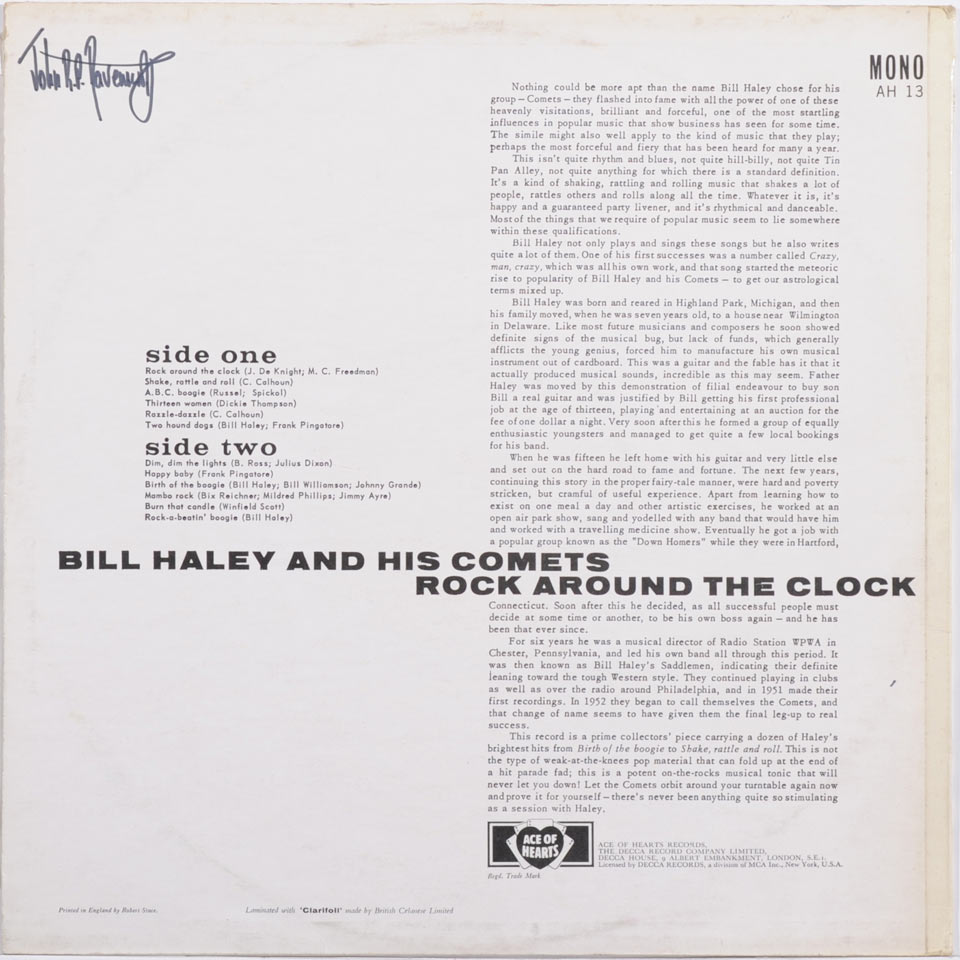 MONO
AH 13
Nothing could be more apt than the name Bill Haley chose for his
group – Comets – they flashed into fame with all the power of one of these
heavenly visitations, brilliant and forceful, one of the most startling
influences in popular music that show business has seen for some time.
The simile might also well apply to the kind of music that they play;
perhaps the most forceful and fiery that has been heard for many a year.
This isn't quite rhythm and blues, not quite hill-billy, not quite Tin
Pan Alley, not quite anything for which there is a standard definition.
It's a kind of shaking, rattling and rolling music that shakes a lot of
people, rattles others and rolls along all the time. Whatever it is, it's
happy and a guaranteed party livener, and it's rhythmical and danceable.
Most of the things that we require of popular music seem to lie somewhere
within these qualifications.
Bill Haley not only plays and sings these songs but he also writes
quite a lot of them. One of his first successes was a number called Crazy,
man, crazy, which was all his own work, and that song started the meteoric
rise to popularity of Bill Haley and his Comets – to get our astrological
terms mixed up.
Bill Haley was born and reared in Highland Park, Michigan, and then
his family moved, when he was seven years old, to a house near Wilmington
in Delaware. Like most future musicians and composers he soon showed
definite signs of the musical bug, but lack of funds, which generally
afflicts the young genius, forced him to manufacture his own musical
instrument out of cardboard. This was a guitar and the fable has it that it
actually produced musical sounds, incredible as this may seem. Father
Haley was moved by this demonstration of filial endeavour to buy son
Bill a real guitar and was justified by Bill getting his first professional
job at the age of thirteen, playing and entertaining at an auction for the
fee of one dollar a night. Very soon after this he formed a group of equally
enthusiastic youngsters and managed to get quite a few local bookings
for his band.
When he was fifteen he left home with his guitar and very little else
and set out on the hard road to fame and fortune. The next few years,
continuing this story in the proper fairy-tale manner, were hard and poverty
stricken, but cramful of useful experience. Apart from learning how to
exist on one meal a day and other artistic exercises, he worked at an
open air park show, sang and yodelled with any band that would have him
and worked with a travelling medicine show. Eventually he got a job with
a popular group known as the "Down Homers" while they were in Hartford,
side one
Rock around the clock (J. De Knight; M. C. Freedman)
Shake, rattle and roll (C. Calhoun)
A.B.C. boogie (Russel; Spickol)
Thirteen women (Dickie Thompson)
Razzle-dazzle (C. Calhoun)
Two hound dogs (Bill Haley; Frank Pingatore)
side two
Dim, dim the lights (B. Ross; Julius Dixon)
Happy baby (Frank Pingatore)
Birth of the boogie (Bill Haley; Bill Williamson; Johnny Grande)
Mambo rock (Bix Reichner; Mildred Phillips; Jimmy Ayre)
Burn that candle (Winfield Scott)
Rock-a-beatin' boogie (Bill Haley)
BILL HALEY AND HIS COMETS
ROCK AROUND THE CLOCK
Connecticut. Soon after this he decided, as all successful people must
decide at some time or another, to be his own boss again – and he has
been that ever since.
For six years he was a musical director of Radio Station WPWA in
Chester, Pennsylvania, and led his own band all through this period. It
was then known as Bill Haley's Saddlemen, indicating their definite
leaning toward the tough Western style. They continued playing in clubs
as well as over the radio around Philadelphia, and in 1951 made their
first recordings. In 1952 they began to call themselves the Comets, and
that change of name seems to have given them the final leg-up to real
success.
This record is a prime collectors' piece carrying a dozen of Haley's
brightest hits from Birth of the boogie to Shake, rattle and roll. This is not
the type of weak-at-the-knees pop material that can fold up at the end of
a hit parade fad; this is a potent on-the-rocks musical tonic that will
never let you down! Let the Comets orbit around your turntable again now
and prove it for yourself – there's never been anything quite so stimulating
as a session with Haley.
ACE OF
HEARTS
Regd. Trade Mark
ACE OF HEARTS RECORDS,
THE DECCA RECORD COMPANY LIMITED,
DECCA HOUSE, 9 ALBERT EMBANKMENT, LONDON, S.E.1.
Licensed by DECCA RECORDS, a division of MCA Inc., New York, U.S.A.
Printed in England by Robert Stace.
Laminated with 'Clarifoil' made by British Celanese Limited